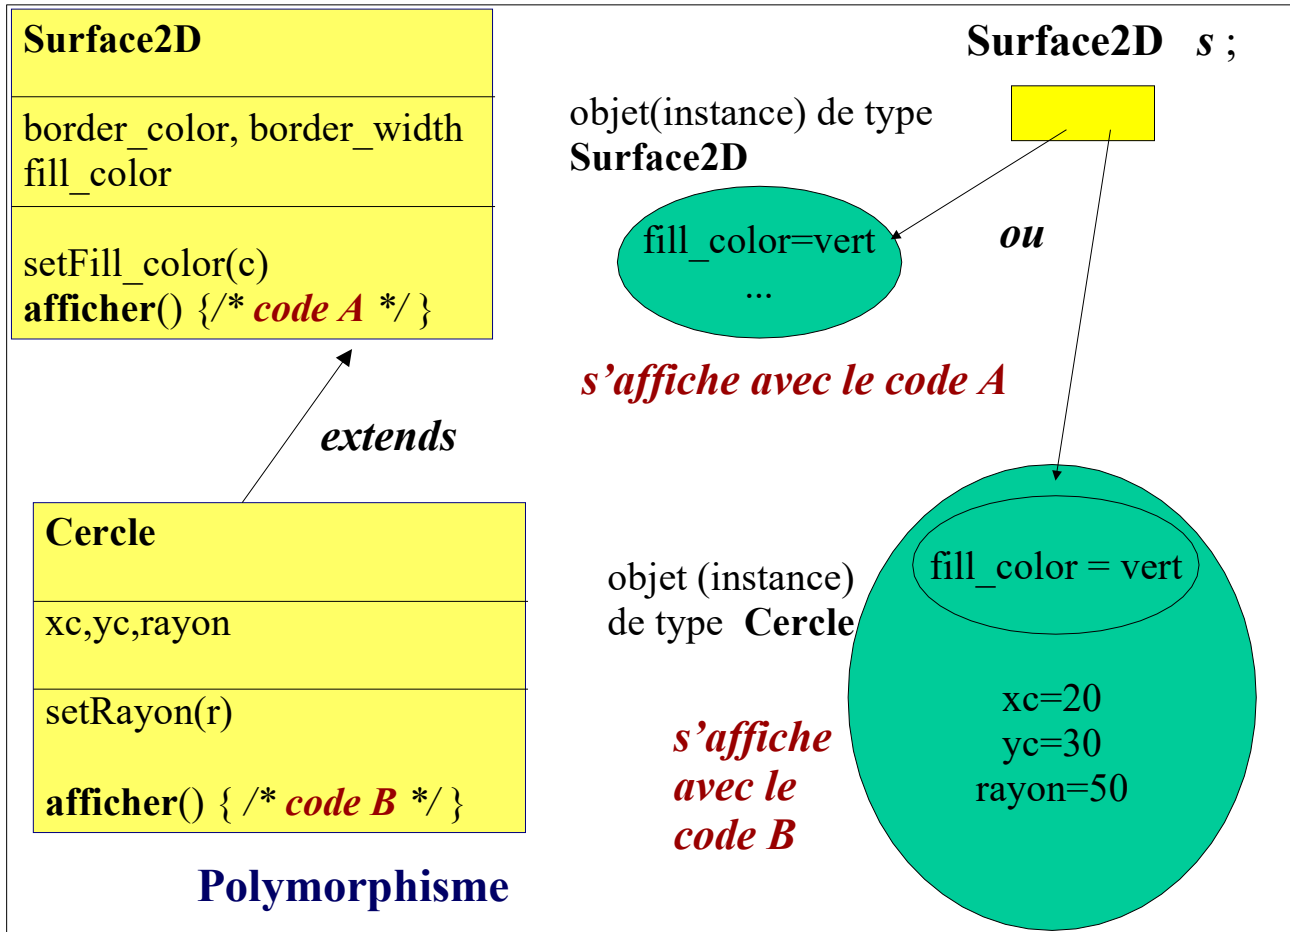 Surface2D
border_color, border_width
fill_color
setFill_color(c)
afficher() {/* code A */ }
extends
Cercle
xc,yc,rayon
setRayon(r)
afficher() { /* code B */ }
Polymorphisme
Surface2D s ;
objet(instance) de type
Surface2D
fill_color=vert
...
ou
s’affiche avec le code A
objet (instance)
de type Cercle
fill_color = vert
xc=20
yc=30
rayon=50
s’affiche
avec le
code B